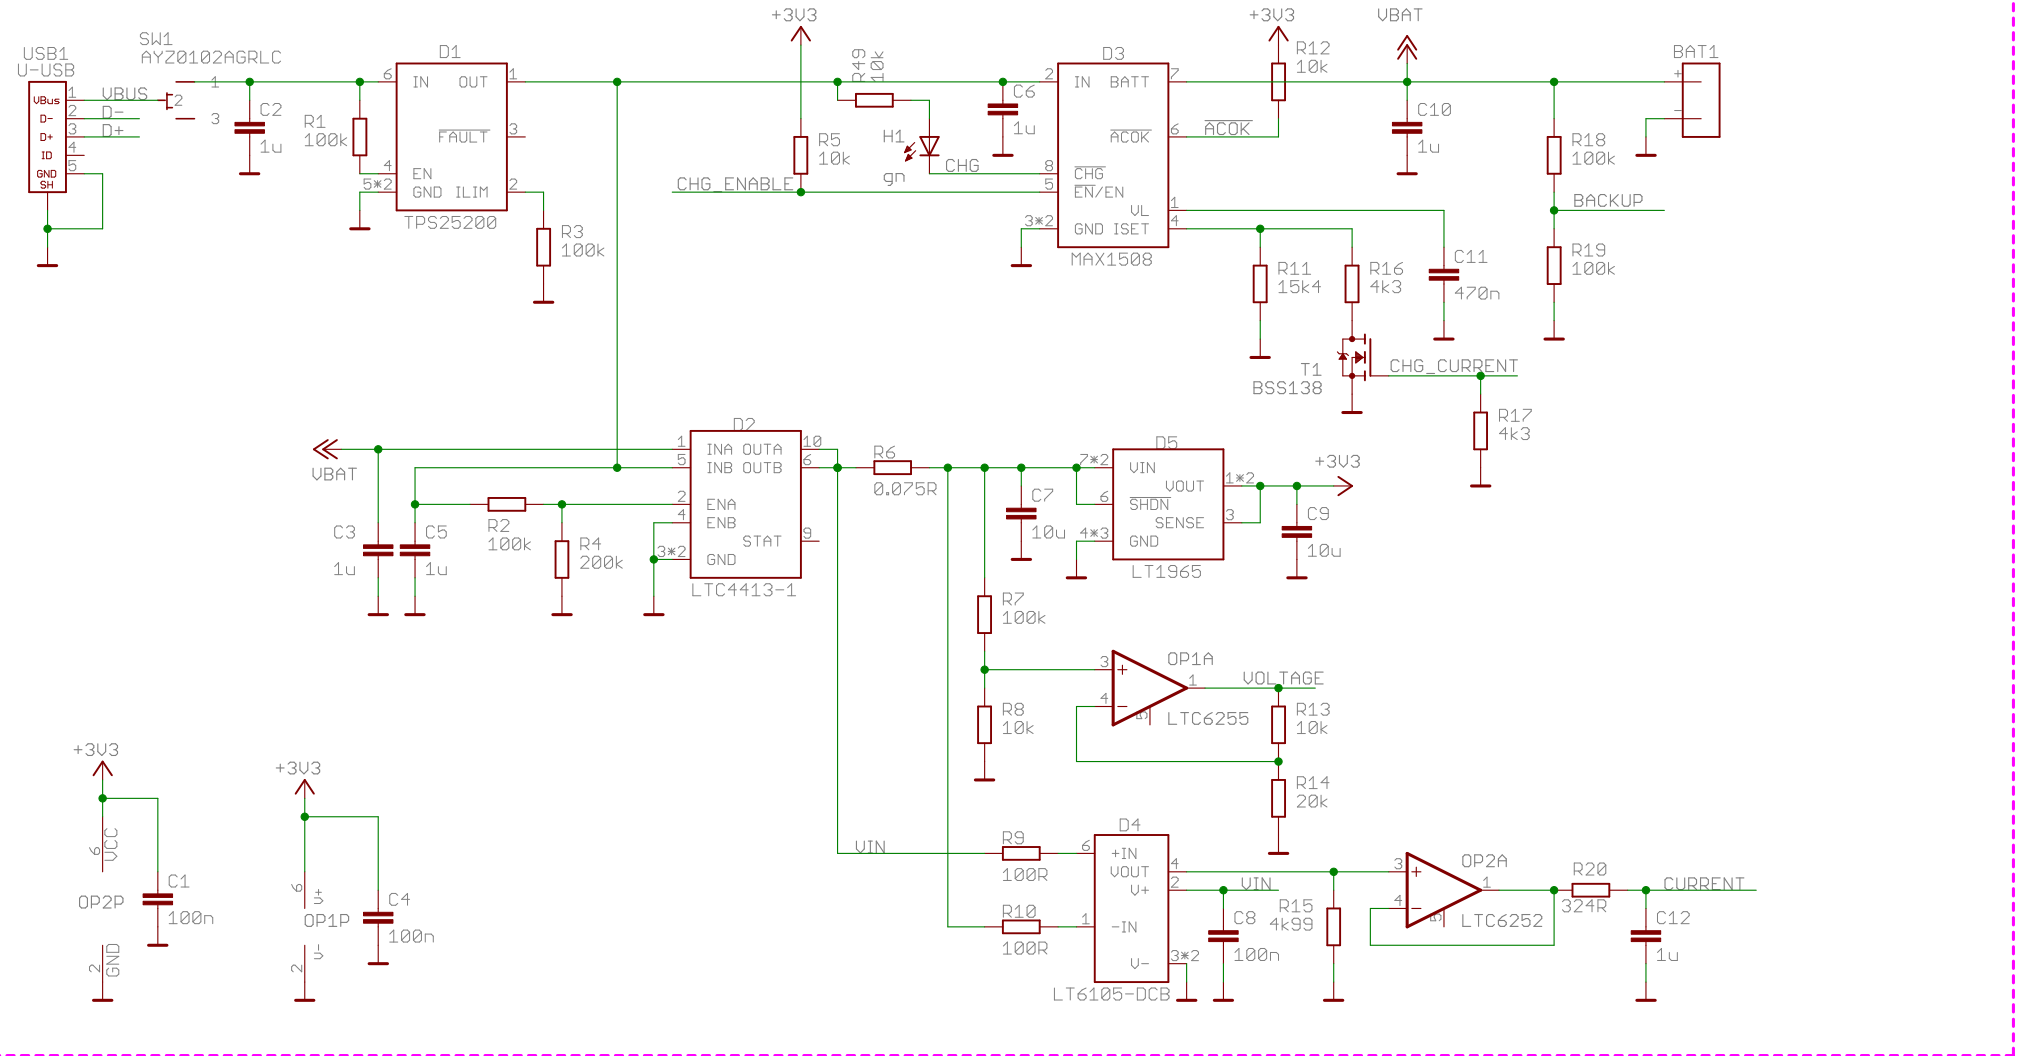 USB1
U-USB
VBus
D-
D+
ID
GND
SH
1
2
3
4
5
VBUS
D-
D+
SW1
AYZ0102AGRLC
1
2
3
C2
1u
R1
100k
D1
6 IN OUT 1
FAULT 3
4 EN
5*2 GND ILIM 2
TPS25200
R3
100k
+3V3
R5
10k
CHG_ENABLE
R49
10k
H1
gn
CHG
C6
1u
D3
2 IN BATT 7
ACOK 6
8 CHG
5 EN/EN
VL 1
3*2 GND ISET 4
MAX1508
+3V3
R12
10k
ACOK
VBAT
C10
1u
BAT1
+
-
R18
100k
BACKUP
R19
100k
R11
15k4
R16
4k3
C11
470n
T1
BSS138
CHG_CURRENT
R17
4k3
VBAT
C3
1u
C5
1u
R2
100k
R4
200k
D2
1 INA OUTA 10
5 INB OUTB 6
2 ENA
4 ENB
STAT 9
3*2 GND
LTC4413-1
R6
0.075R
C7
10u
D5
7*2 VIN
VOUT 1*2
6 SHDN
SENSE 3
4*3 GND
LT1965
+3V3
C9
10u
R7
100k
R8
10k
OP1A
3 +
4 -
1
5
LTC6255
VOLTAGE
R13
10k
R14
20k
+3V3
6 VCC
OP2P
2 GND
C1
100n
+3V3
6 V+
OP1P
2 V-
C4
100n
VIN
R9
100R
R10
100R
D4
6 +IN
VOUT 4
V+ 2
1 -IN
V- 3*2
LT6105-DCB
VIN
C8
100n
R15
4k99
OP2A
3 +
4 -
1
5
LTC6252
R20
324R
CURRENT
C12
1u